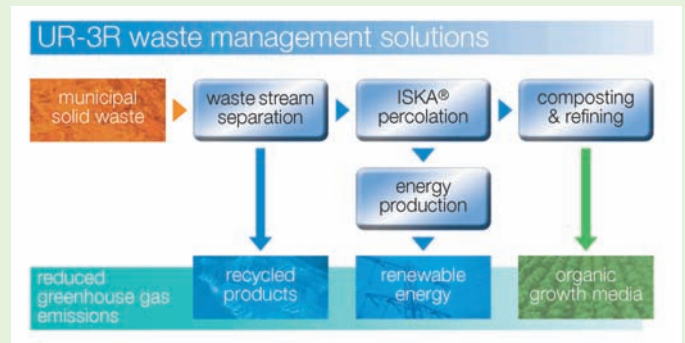 UR-3R waste management solutions
municipal
solid waste
waste stream
separation
ISKA®
percolation
composting
& refining
energy
production
reduced
greenhouse gas
emissions
recycled
products
renewable
energy
organic
growth media